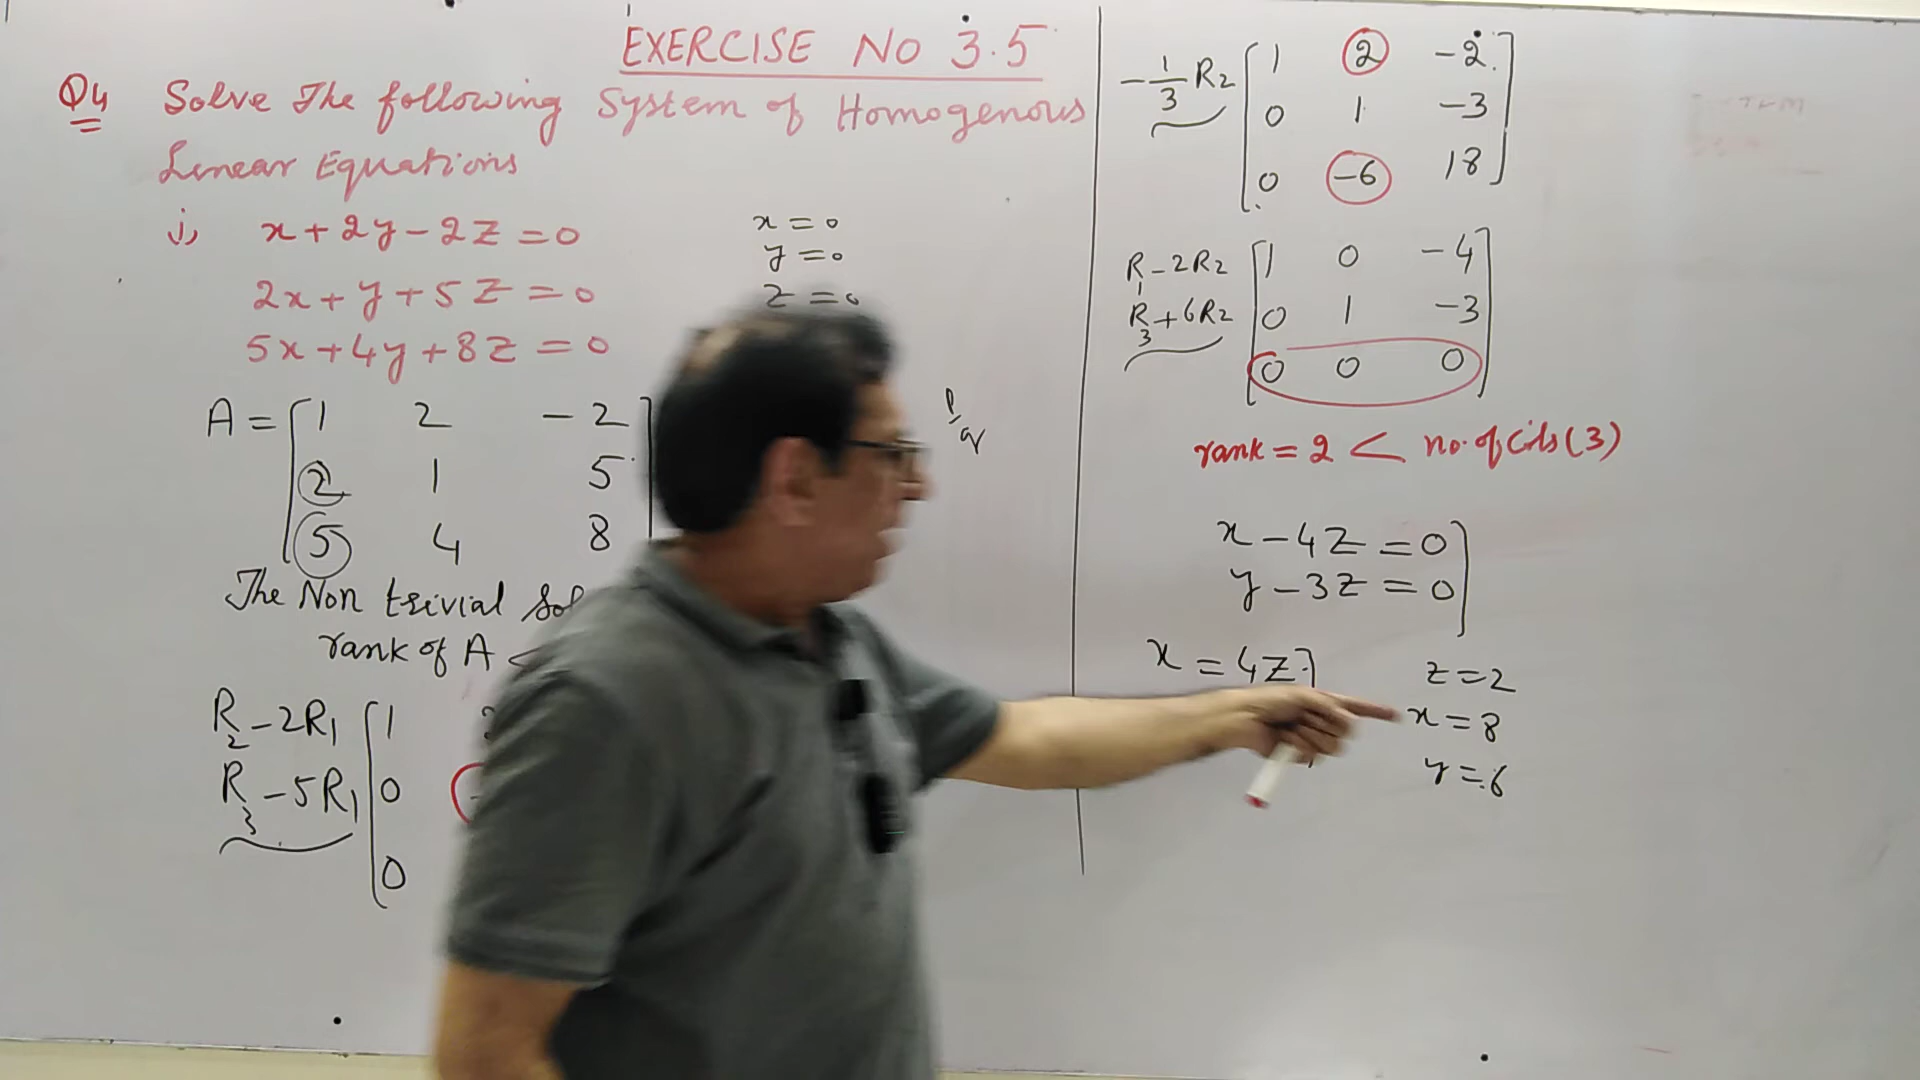 EXERCISE NO 3.5
Q4 Solve The following System of Homogenous
Linear Equations
i) x+2y-2z=0
2x+y+5z=0
5x+4y+8z=0
x=0
y=0
z=0
A= [1 2 -2
2 1 5
5 4 8
The Non trivial Sol
rank of A <
R2-2R1 [1
R3-5R1 0
0
-1/3 R2 [1 2 -2]
0 1 -3
0 -6 18
R1-2R2 [1 0 -4]
R3+6R2 0 1 -3
0 0 0
rank = 2 < no. of Cols (3)
x-4z=0
y-3z=0
x=4z
z=2
x=8
y=6